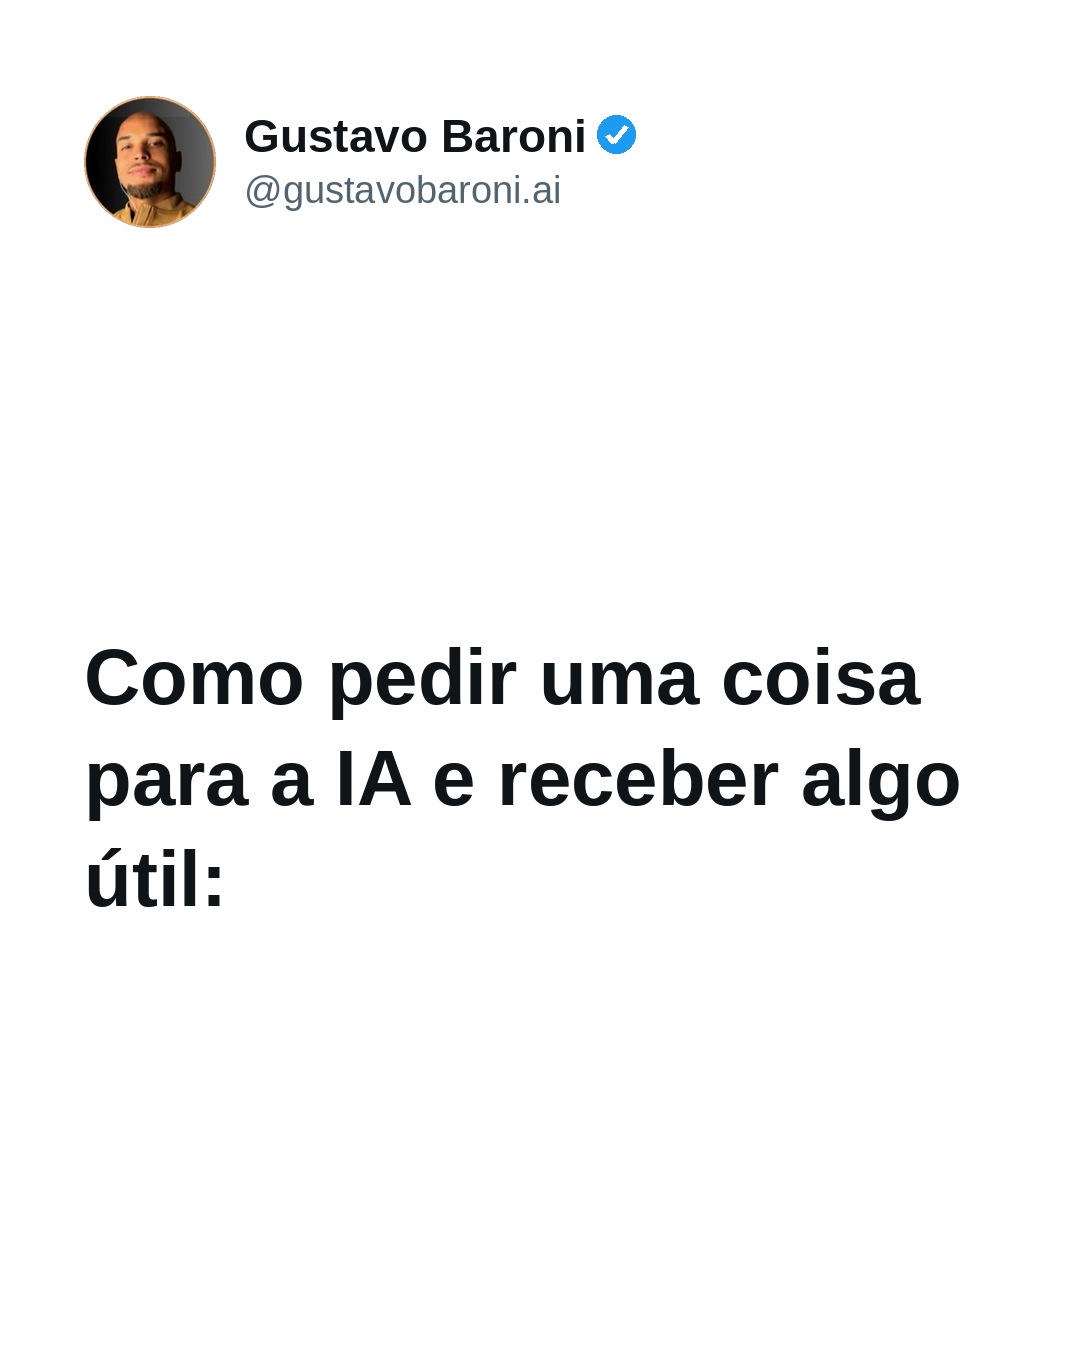 Gustavo Baroni
@gustavobaroni.ai
Como pedir uma coisa
para a IA e receber algo
útil: